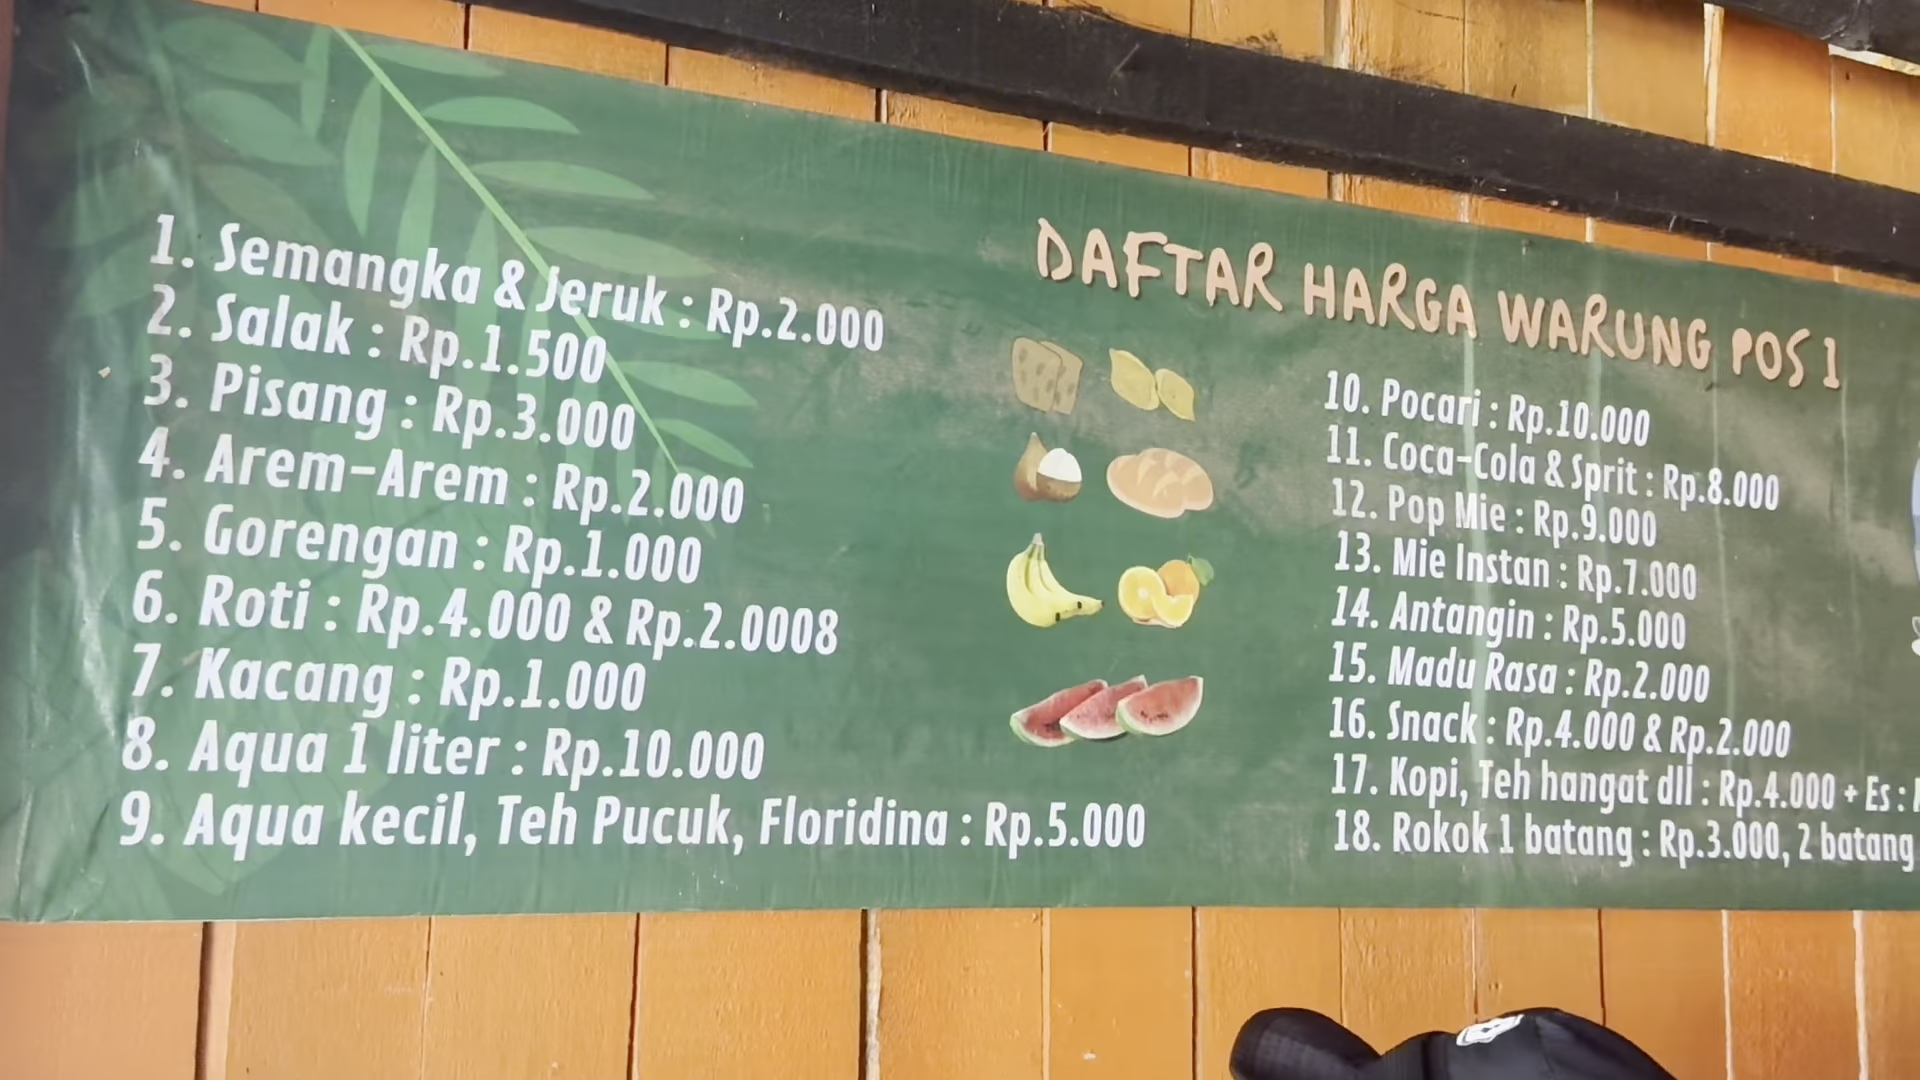 1. Semangka & Jeruk : Rp.2.000
2. Salak : Rp.1.500
3. Pisang : Rp.3.000
4. Arem-Arem : Rp.2.000
5. Gorengan : Rp.1.000
6. Roti : Rp.4.000 & Rp.2.0008
7. Kacang : Rp.1.000
8. Aqua 1 liter : Rp.10.000
9. Aqua kecil, Teh Pucuk, Floridina : Rp.5.000
DAFTAR HARGA WARUNG POS 1
10. Pocari : Rp.10.000
11. Coca-Cola & Sprit : Rp.8.000
12. Pop Mie : Rp.9.000
13. Mie Instan : Rp.7.000
14. Antangin : Rp.5.000
15. Madu Rasa : Rp.2.000
16. Snack : Rp.4.000 & Rp.2.000
17. Kopi, Teh hangat dll : Rp.4.000 + Es :
18. Rokok 1 batang : Rp.3.000, 2 batang